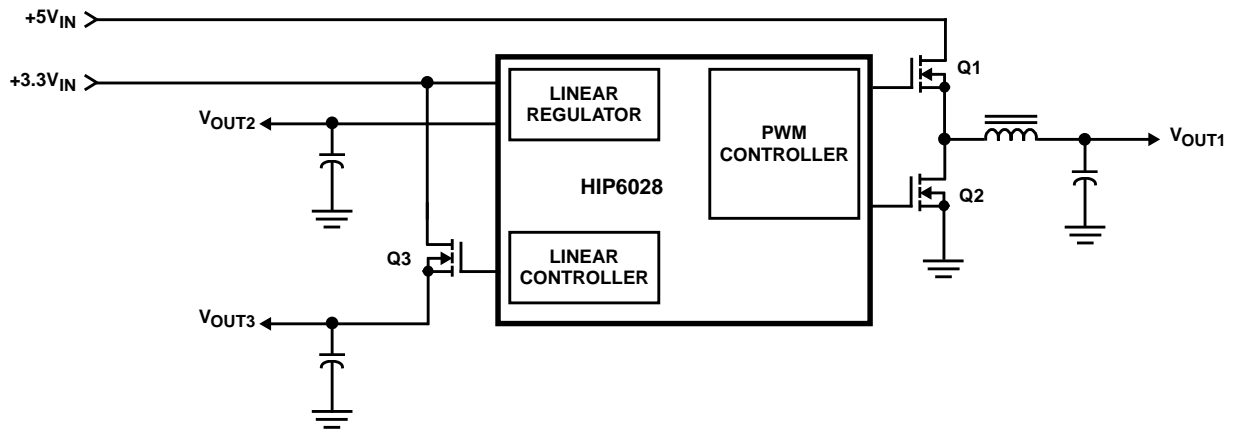 +5VIN
+3.3VIN
VOUT2
LINEAR
REGULATOR
PWM
CONTROLLER
HIP6028
Q1
VOUT1
Q2
Q3
LINEAR
CONTROLLER
VOUT3